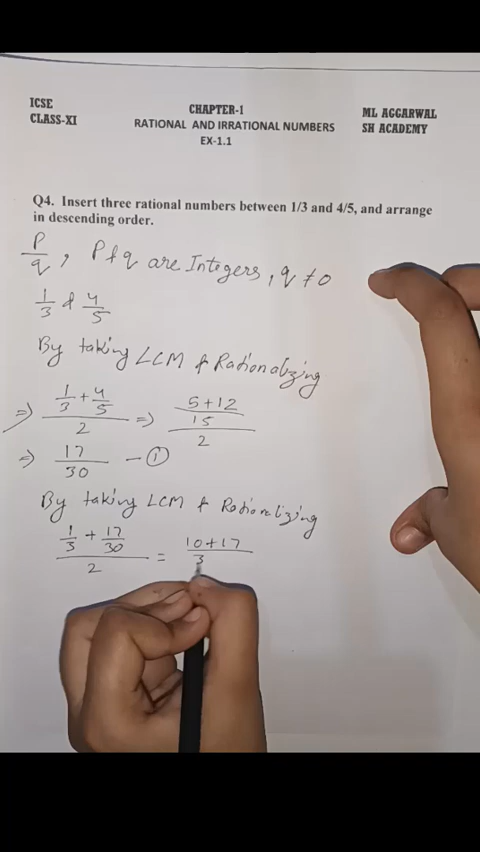 ICSE
CLASS-XI
CHAPTER-1
RATIONAL AND IRRATIONAL NUMBERS
EX-1.1
ML AGGARWAL
SH ACADEMY
Q4. Insert three rational numbers between 1/3 and 4/5, and arrange
in descending order.
P/q, P & q are Integers, q ≠ 0
1/3 & 4/5
By taking LCM & Rationalizing
⇒ (1/3 + 4/5)/2 ⇒ ((5+12)/15)/2
⇒ 17/30 — ①
By taking LCM & Rationalizing
(1/3 + 17/30)/2 = (10+17)/3